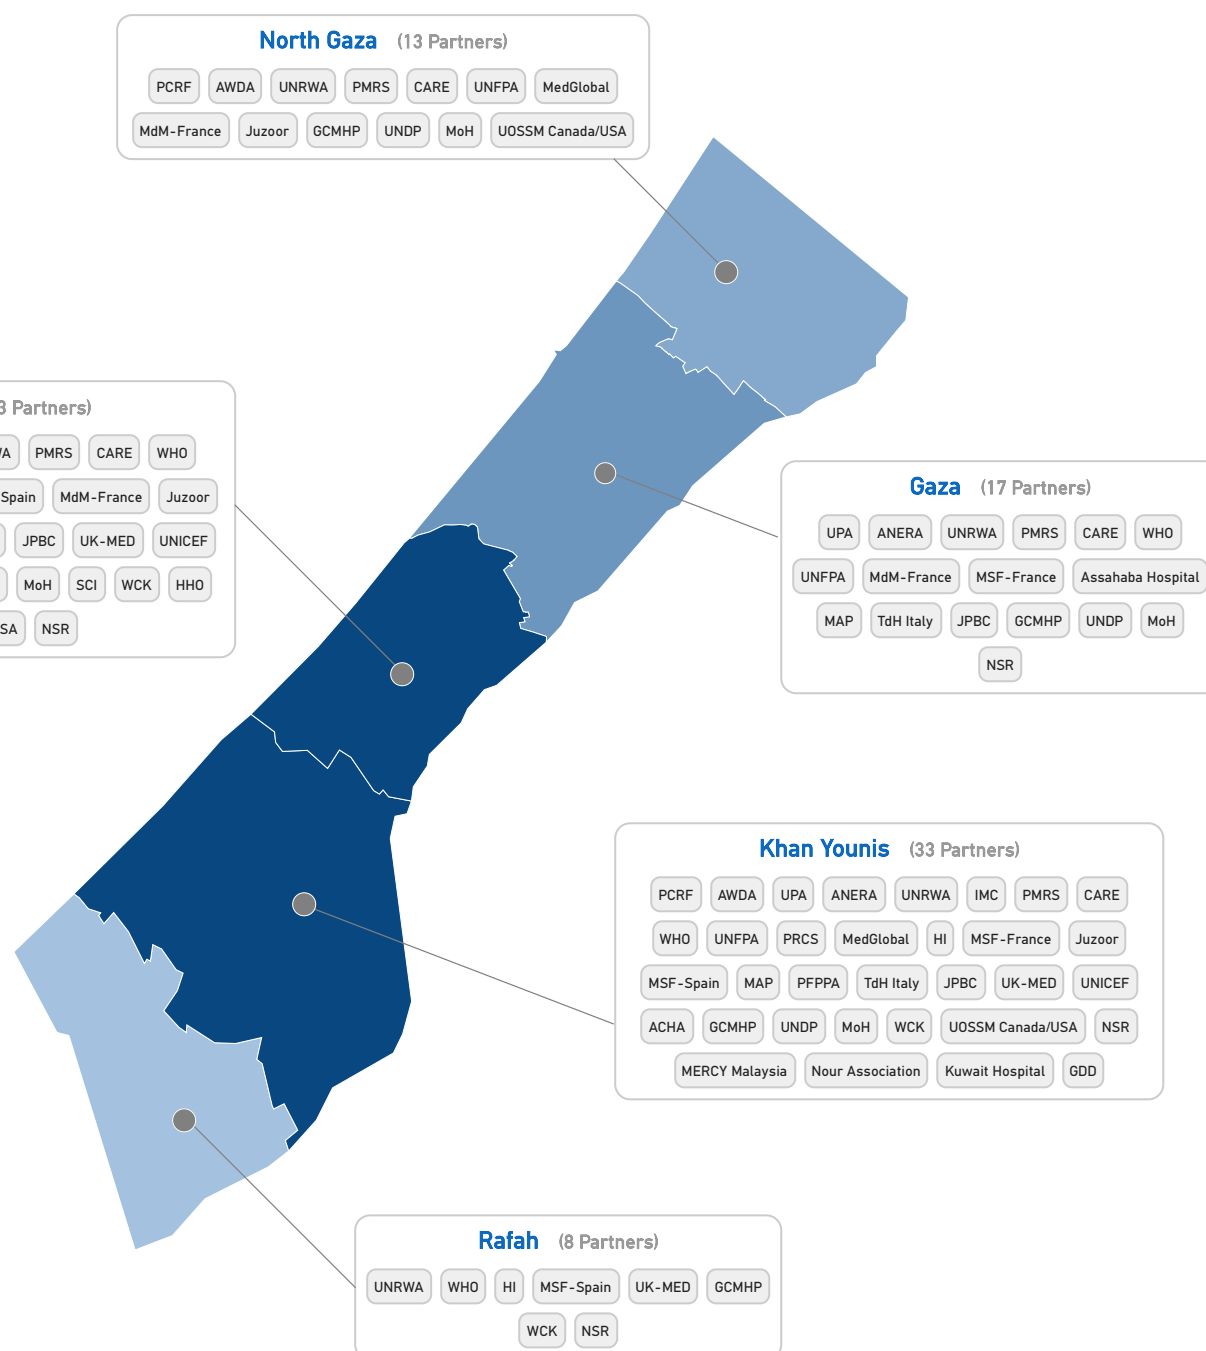 North Gaza (13 Partners)
PCRF AWDA UNRWA PMRS CARE UNFPA MedGlobal
MdM-France Juzoor GCMHP UNDP MoH UOSSM Canada/USA
3 Partners)
PMRS CARE WHO
Spain MdM-France Juzoor
JPBC UK-MED UNICEF
MoH SCI WCK HHO
SA NSR
Gaza (17 Partners)
UPA ANERA UNRWA PMRS CARE WHO
UNFPA MdM-France MSF-France Assahaba Hospital
MAP TdH Italy JPBC GCMHP UNDP MoH
NSR
Khan Younis (33 Partners)
PCRF AWDA UPA ANERA UNRWA IMC PMRS CARE
WHO UNFPA PRCS MedGlobal HI MSF-France Juzoor
MSF-Spain MAP PFPPA TdH Italy JPBC UK-MED UNICEF
ACHA GCMHP UNDP MoH WCK UOSSM Canada/USA NSR
MERCY Malaysia Nour Association Kuwait Hospital GDD
Rafah (8 Partners)
UNRWA WHO HI MSF-Spain UK-MED GCMHP
WCK NSR